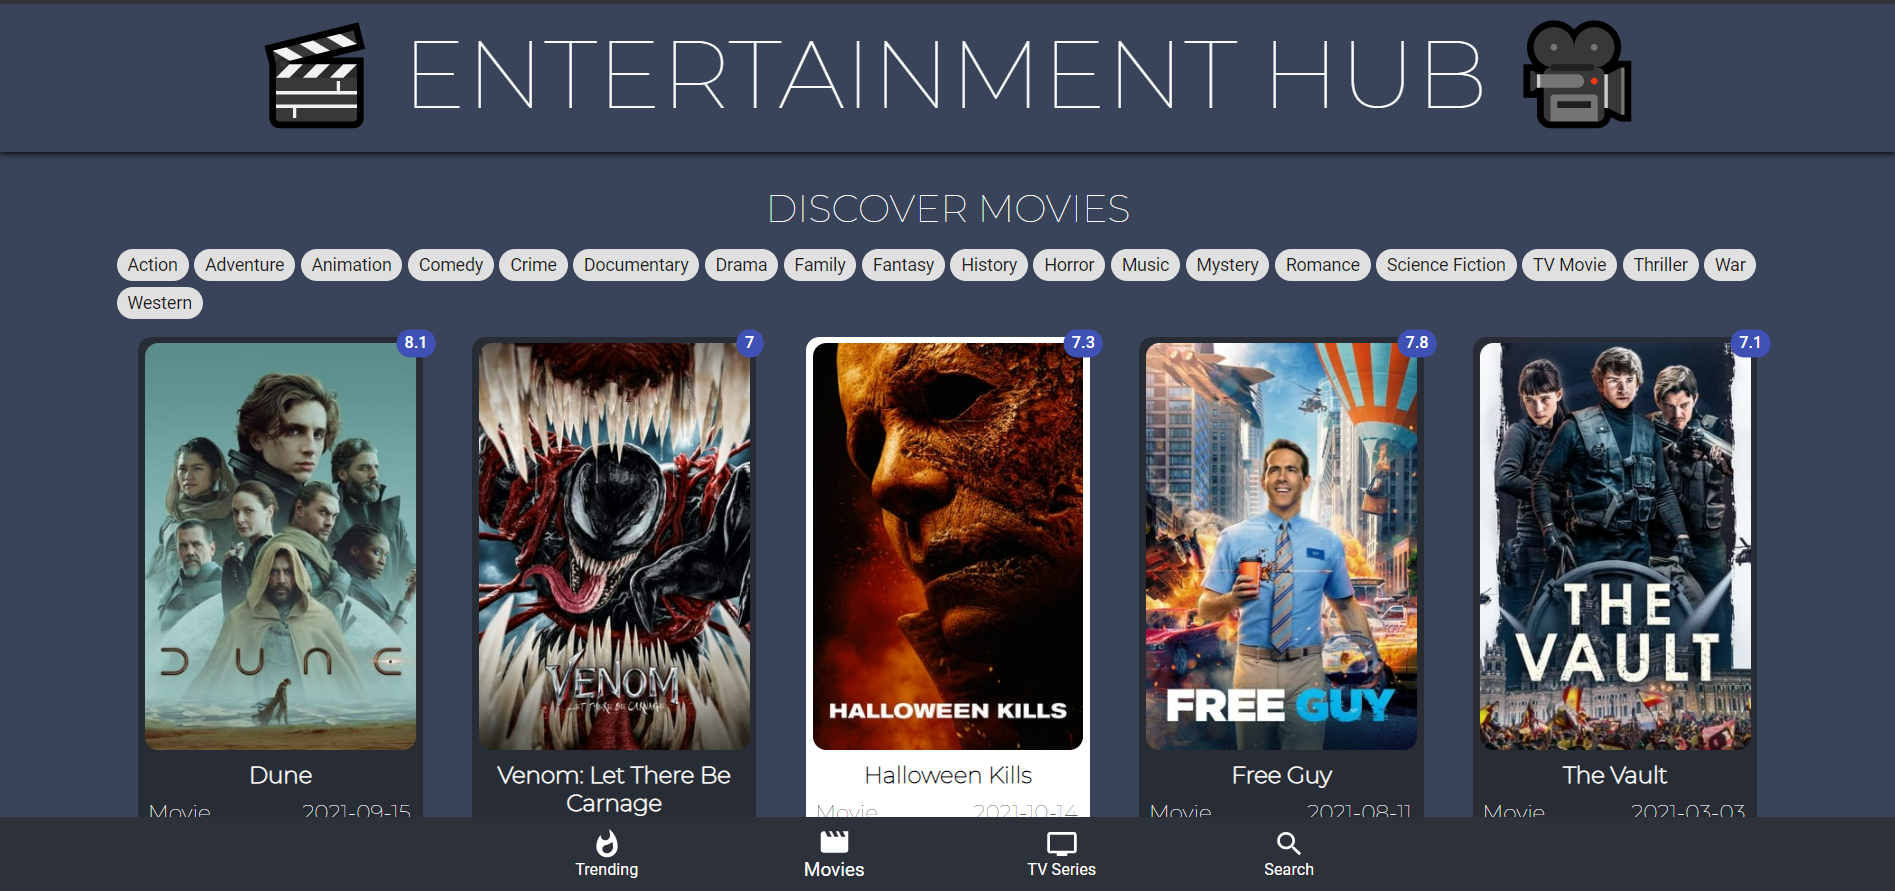 ENTERTAINMENT HUB
DISCOVER MOVIES
Action Adventure Animation Comedy Crime Documentary Drama Family Fantasy History Horror Music Mystery Romance Science Fiction TV Movie Thriller War
Western
8.1 7 7.3 7.8 7.1
THE
VAULT
DUNE
VENOM
LET THERE BE CARNAGE
HALLOWEEN KILLS
FREE GUY
Dune
Venom: Let There Be
Carnage
Halloween Kills
Free Guy
The Vault
Movie 2021-09-15
Movie 2021-10-14
Movie 2021-08-11
Movie 2021-03-03
Trending Movies TV Series Search